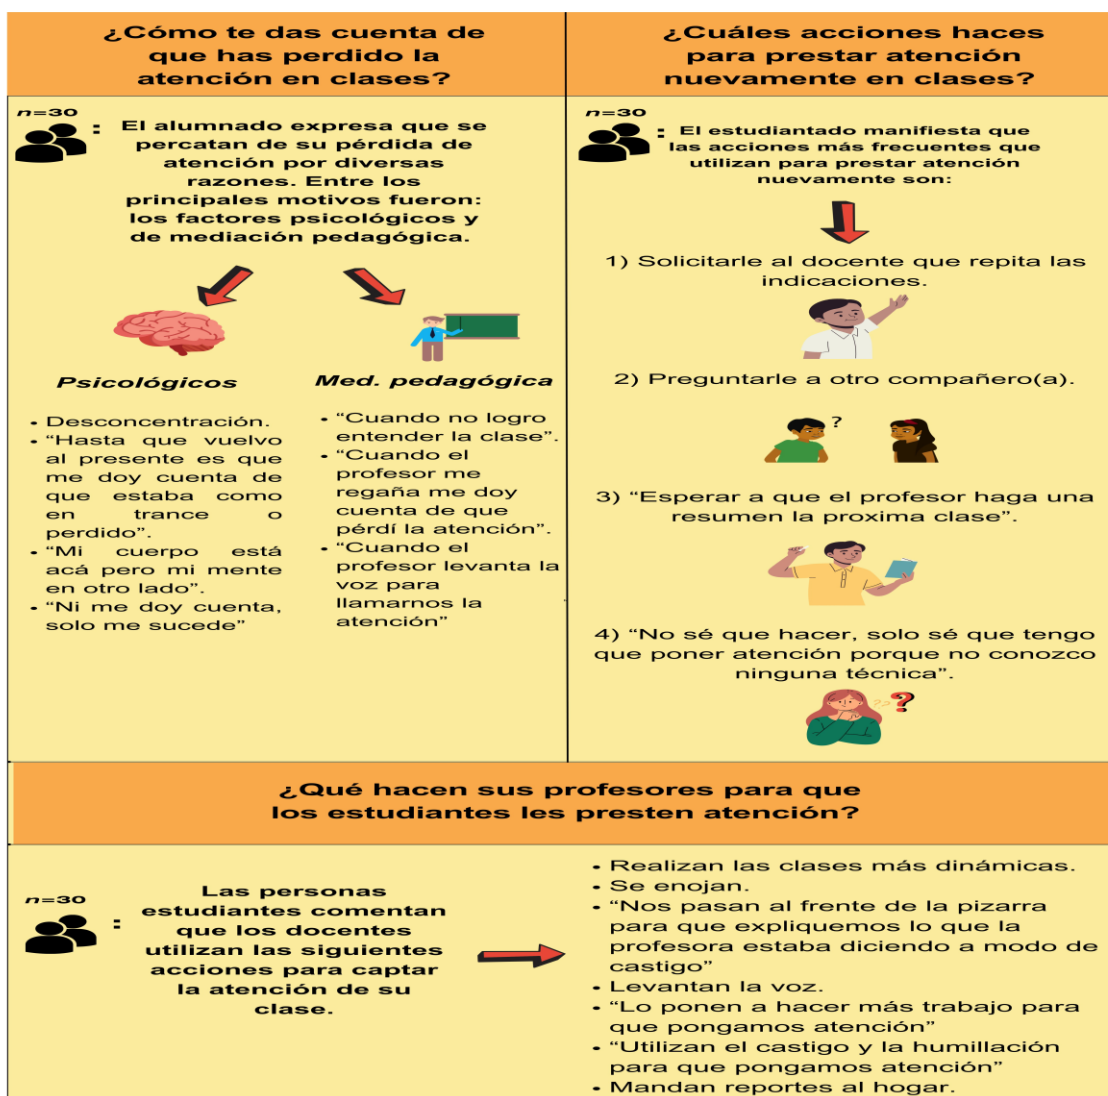 ¿Cómo te das cuenta de
que has perdido la
atención en clases?
n=30
: El alumnado expresa que se
percatan de su pérdida de
atención por diversas
razones. Entre los
principales motivos fueron:
los factores psicológicos y
de mediación pedagógica.
Psicológicos
• Desconcentración.
• “Hasta que vuelvo
al presente es que
me doy cuenta de
que estaba como
en trance o
perdido”.
• “Mi cuerpo está
acá pero mi mente
en otro lado”.
• “Ni me doy cuenta,
solo me sucede”
Med. pedagógica
• “Cuando no logro
entender la clase”.
• “Cuando el
profesor me
regaña me doy
cuenta de que
pérdí la atención”.
• “Cuando el
profesor levanta la
voz para
llamarnos la
atención”
¿Cuáles acciones haces
para prestar atención
nuevamente en clases?
n=30
: El estudiantado manifiesta que
las acciones más frecuentes que
utilizan para prestar atención
nuevamente son:
1) Solicitarle al docente que repita las
indicaciones.
2) Preguntarle a otro compañero(a).
?
3) “Esperar a que el profesor haga una
resumen la proxima clase”.
4) “No sé que hacer, solo sé que tengo
que poner atención porque no conozco
ninguna técnica”.
???
¿Qué hacen sus profesores para que
los estudiantes les presten atención?
n=30
: Las personas
estudiantes comentan
que los docentes
utilizan las siguientes
acciones para captar
la atención de su
clase.
• Realizan las clases más dinámicas.
• Se enojan.
• “Nos pasan al frente de la pizarra
para que expliquemos lo que la
profesora estaba diciendo a modo de
castigo”
• Levantan la voz.
• “Lo ponen a hacer más trabajo para
que pongamos atención”
• “Utilizan el castigo y la humillación
para que pongamos atención”
• Mandan reportes al hogar.